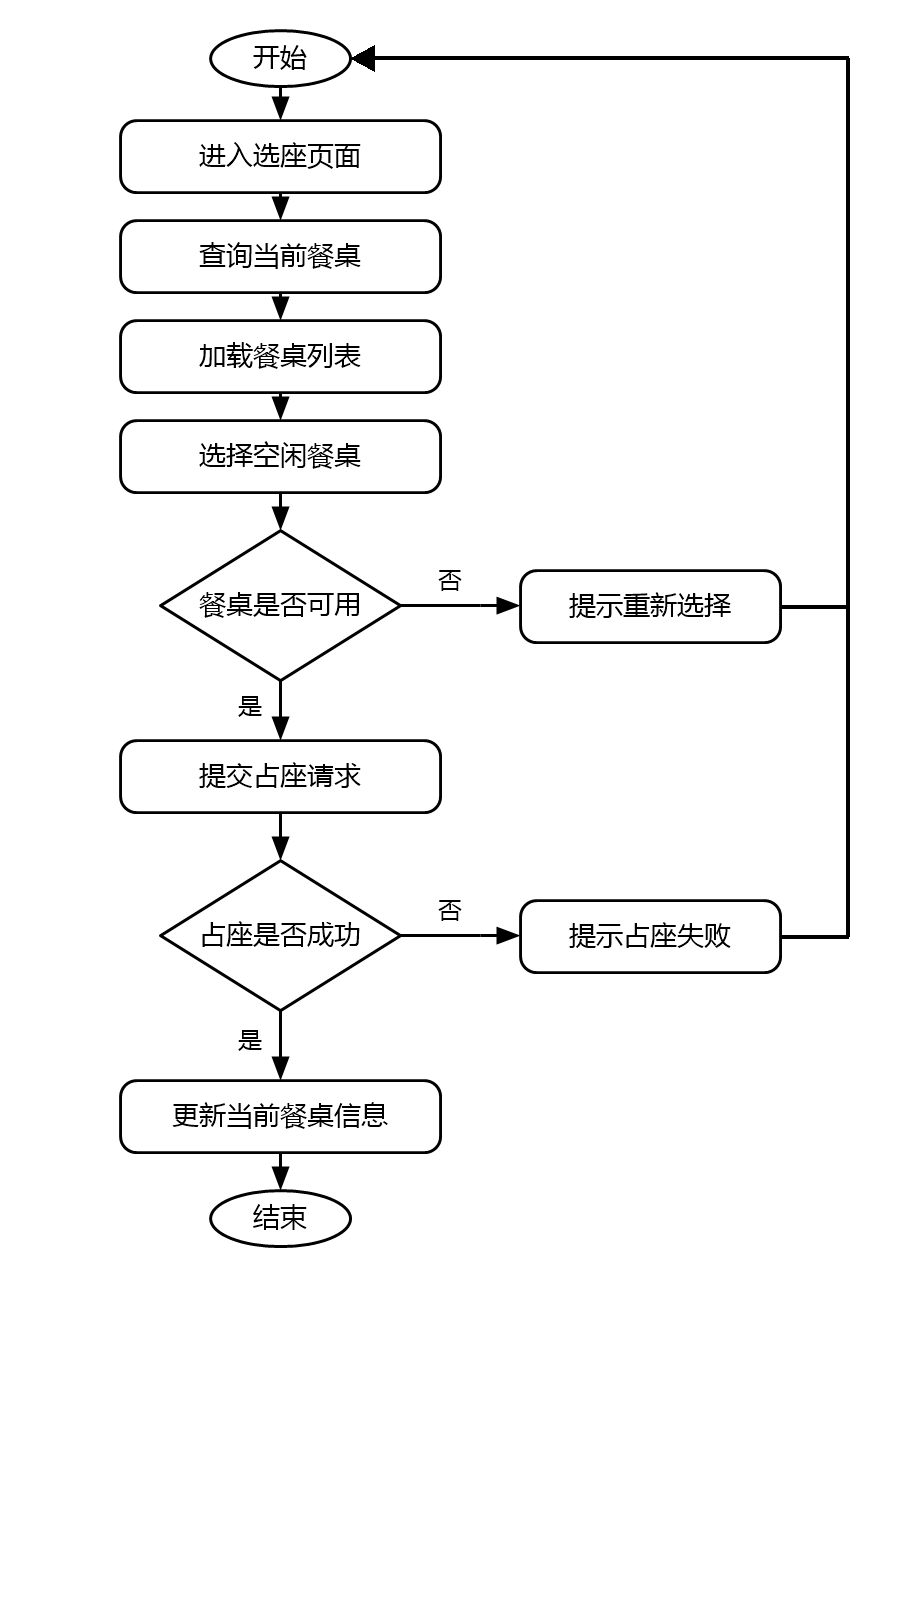 开始
进入选座页面
查询当前餐桌
加载餐桌列表
选择空闲餐桌
餐桌是否可用
否
提示重新选择
是
提交占座请求
占座是否成功
否
提示占座失败
是
更新当前餐桌信息
结束